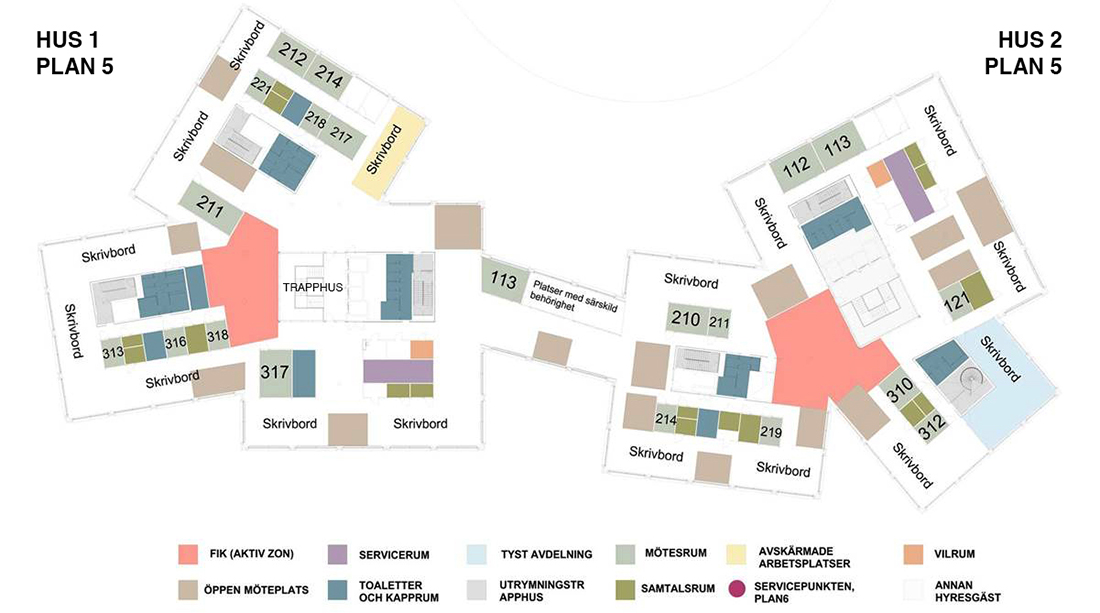 HUS 1
PLAN 5
HUS 2
PLAN 5
Skrivbord
212
214
221
218
217
Skrivbord
Skrivbord
211
Skrivbord
Skrivbord
TRAPPHUS
313
316
318
Skrivbord
317
Skrivbord
Skrivbord
113
Platser med särskild
behörighet
Skrivbord
112
113
Skrivbord
Skrivbord
121
Skrivbord
Skrivbord
210
211
214
219
Skrivbord
Skrivbord
310
312
Skrivbord
Skrivbord
FIK (AKTIV ZON)
SERVICERUM
TYST AVDELNING
MÖTESRUM
AVSKÄRMADE
ARBETSPLATSER
VILRUM
ÖPPEN MÖTEPLATS
TOALETTER
OCH KAPPRUM
UTRYMNINGSTR
APPHUS
SAMTALSRUM
SERVICEPUNKTEN,
PLAN6
ANNAN
HYRESGÄST